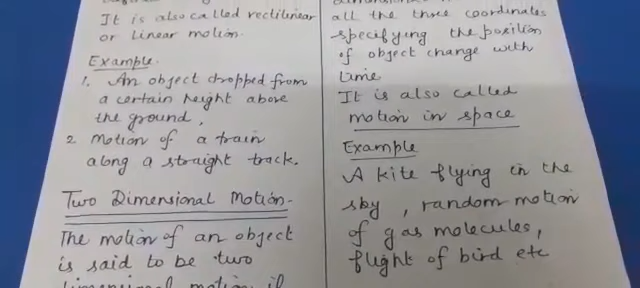 It is also called rectilinear
or Linear motion.
Example.
1. An object dropped from
a certain height above
the ground.
2. Motion of a train
along a straight track.
Two Dimensional Motion.
The motion of an object
is said to be two
dimensional motion if
all the three coordinates
specifying the position
of object change with
time
It is also called
motion in space
Example
A kite flying in the
sky, random motion
of gas molecules,
flight of bird etc